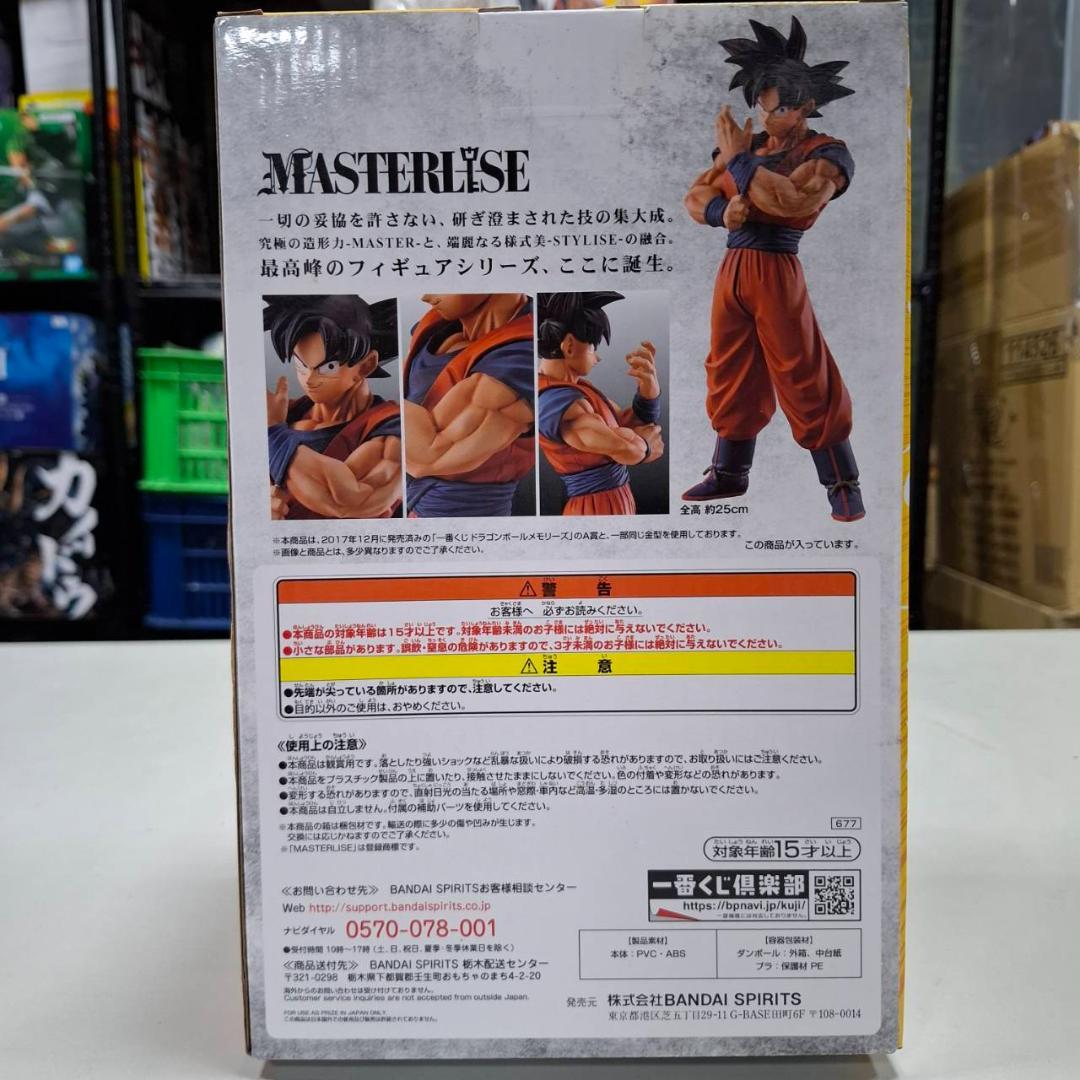 MASTERLISE
一切の妥協を許さない、研ぎ澄まされた技の集大成。
究極の造形力-MASTER-と、端麗なる様式美-STYLISE-の融合。
最高峰のフィギュアシリーズ、ここに誕生。
全高 約25cm
※本商品は、2017年12月に発売済みの「一番くじ ドラゴンボールメモリーズ」のA賞と、一部同じ金型を使用しております。
※画像と商品とは、多少異なりますのでご了承ください。
この商品が入っています。
⚠警告
お客様へ 必ずお読みください。
●本商品の対象年齢は15才以上です。対象年齢未満のお子様には絶対に与えないでください。
●小さな部品があります。誤飲・窒息の危険がありますので、3才未満のお子様には絶対に与えないでください。
⚠注意
●先端が尖っている箇所がありますので、注意してください。
●目的以外のご使用は、おやめください。
《使用上の注意》
●本商品は観賞用です。落としたり強いショックなど乱暴な扱いにより破損する恐れがありますので、お取り扱いにはご注意ください。
●本商品をプラスチック製品の上に置いたり、接触させたままにしないでください。色の付着や変形などの恐れがあります。
●変形する恐れがありますので、直射日光の当たる場所や窓際・車内など高温・多湿のところには置かないでください。
●本商品は自立しません。付属の補助パーツを使用してください。
※本商品の箱は梱包材です。輸送の際に多少の傷や凹みが生じます。
交換には応じかねますのでご了承ください。
※「MASTERLISE」は登録商標です。
677
対象年齢15才以上
《お問い合わせ先》 BANDAI SPIRITSお客様相談センター
Web http://support.bandaispirits.co.jp
ナビダイヤル 0570-078-001
●受付時間 10時～17時（土、日、祝日、夏季・冬季休業日を除く）
《商品送付先》 BANDAI SPIRITS 栃木配送センター
〒321-0298 栃木県下都賀郡壬生町おもちゃのまち4-2-20
海外からのお問い合わせは受け付けておりません。
Customer service inquiries are not accepted from outside Japan.
FOR USE AS PRIZE IN JAPAN ONLY.
この商品は日本国外での使用及び販売は許可されていません。
一番くじ倶楽部
https://bpnavi.jp/kuji/
【製品素材】
本体：PVC・ABS
【容器包装材】
ダンボール：外箱、中台紙
プラ：保護材 PE
発売元 株式会社BANDAI SPIRITS
東京都港区芝五丁目29-11 G-BASE田町6F 〒108-0014
カイドウ